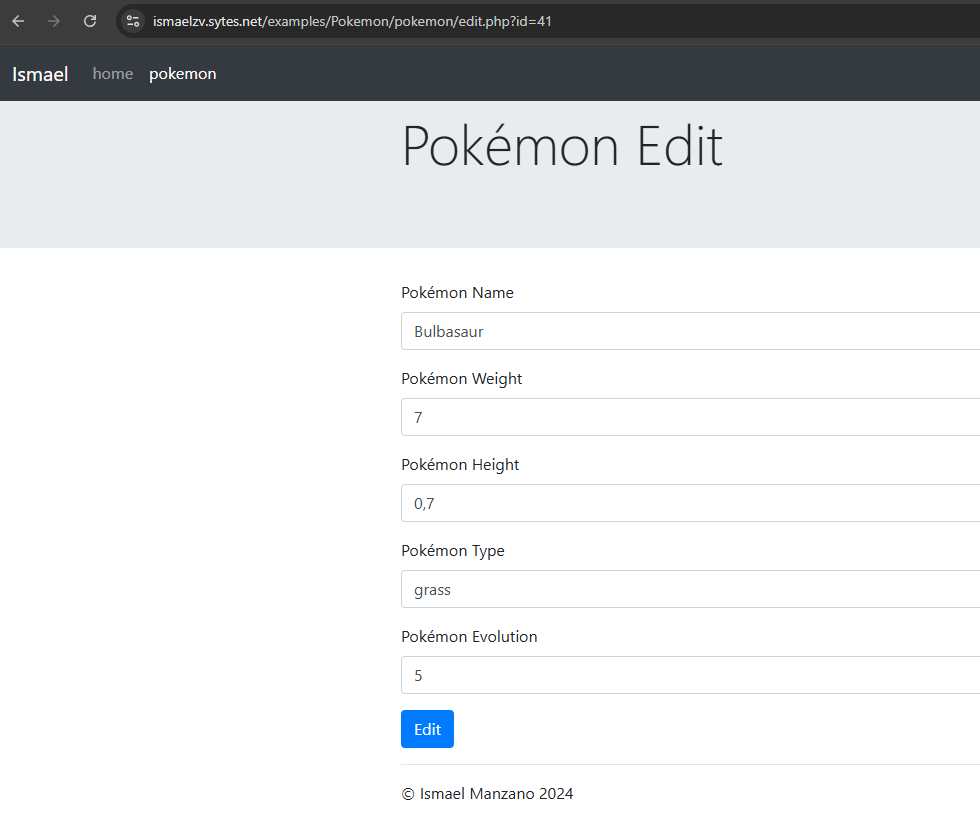 ismaelzv.sytes.net/examples/Pokemon/pokemon/edit.php?id=41
Ismael home pokemon
Pokémon Edit
Pokémon Name
Bulbasaur
Pokémon Weight
7
Pokémon Height
0,7
Pokémon Type
grass
Pokémon Evolution
5
Edit
© Ismael Manzano 2024